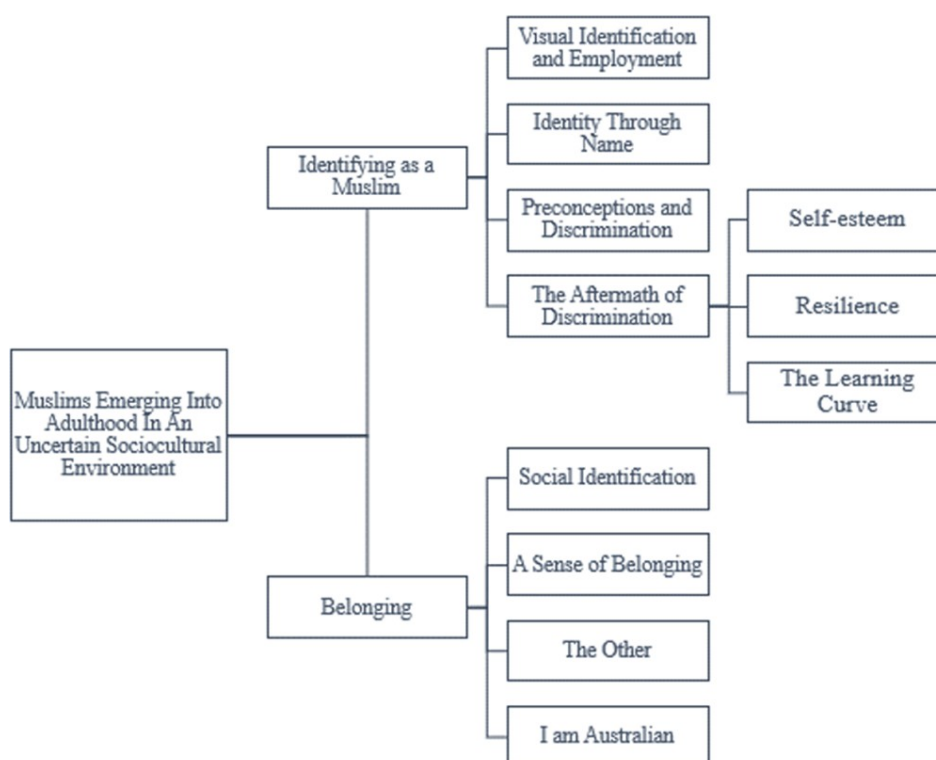 Visual Identification
and Employment
Identity Through
Name
Identifying as a
Muslim
Preconceptions and
Discrimination
The Aftermath of
Discrimination
Self-esteem
Resilience
The Learning
Curve
Muslims Emerging Into
Adulthood In An
Uncertain Sociocultural
Environment
Social Identification
A Sense of Belonging
Belonging
The Other
I am Australian